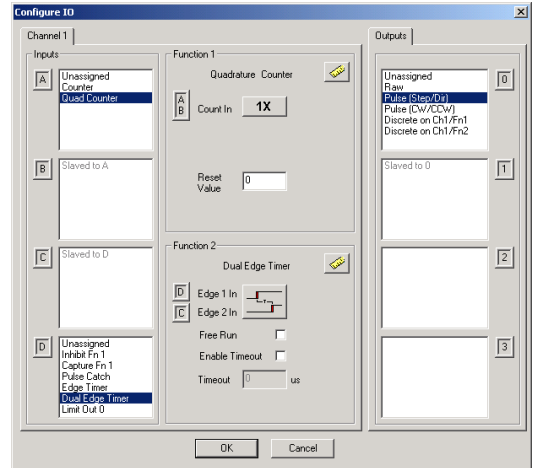 Configure IO
Channel 1
Inputs
A
Unassigned
Counter
Quad Counter
B
Slaved to A
C
Slaved to D
D
Unassigned
Inhibit Fn 1
Capture Fn 1
Pulse Catch
Edge Timer
Dual Edge Timer
Limit Out 0
Function 1
Quadrature Counter
A
B
Count In
1X
Reset
Value
0
Function 2
Dual Edge Timer
D
Edge 1 In
C
Edge 2 In
T
Free Run
Enable Timeout
Timeout
0
us
Outputs
Unassigned
Raw
Pulse (Step/Dir)
Pulse (CW/CCW)
Discrete on Ch1/Fn1
Discrete on Ch1/Fn2
0
Slaved to 0
1
2
3
OK
Cancel